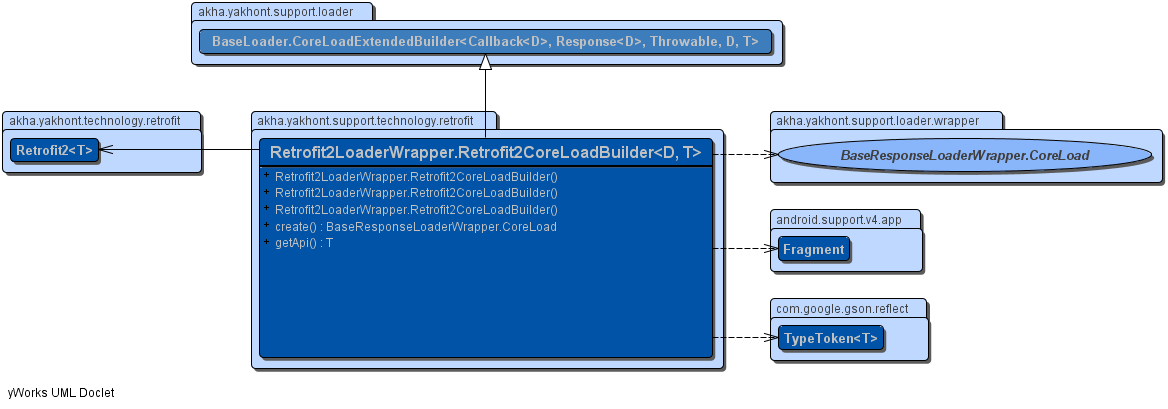 akha.yakhont.support.loader
BaseLoader.CoreLoadExtendedBuilder<Callback<D>, Response<D>, Throwable, D, T>
akha.yakhont.technology.retrofit
Retrofit2<T>
akha.yakhont.support.technology.retrofit
Retrofit2LoaderWrapper.Retrofit2CoreLoadBuilder<D, T>
+ Retrofit2LoaderWrapper.Retrofit2CoreLoadBuilder()
+ Retrofit2LoaderWrapper.Retrofit2CoreLoadBuilder()
+ Retrofit2LoaderWrapper.Retrofit2CoreLoadBuilder()
+ create() : BaseResponseLoaderWrapper.CoreLoad
+ getApi() : T
akha.yakhont.support.loader.wrapper
BaseResponseLoaderWrapper.CoreLoad
android.support.v4.app
Fragment
com.google.gson.reflect
TypeToken<T>
yWorks UML Doclet